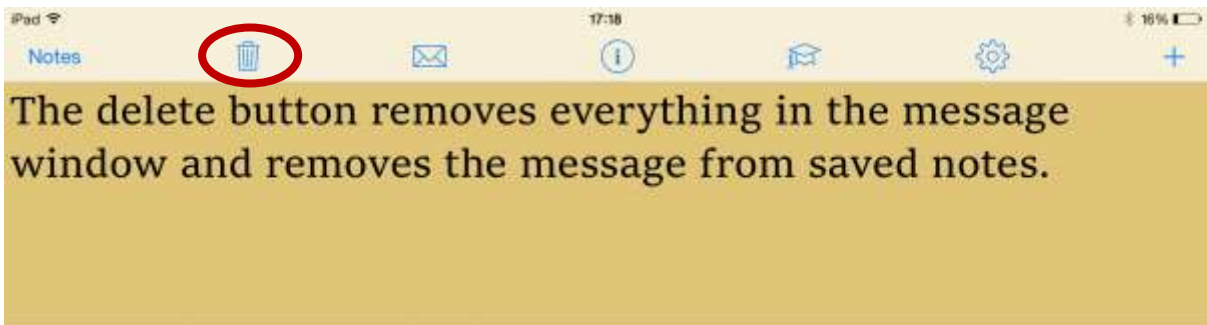 iPad 17:18 16%
Notes
The delete button removes everything in the message
window and removes the message from saved notes.